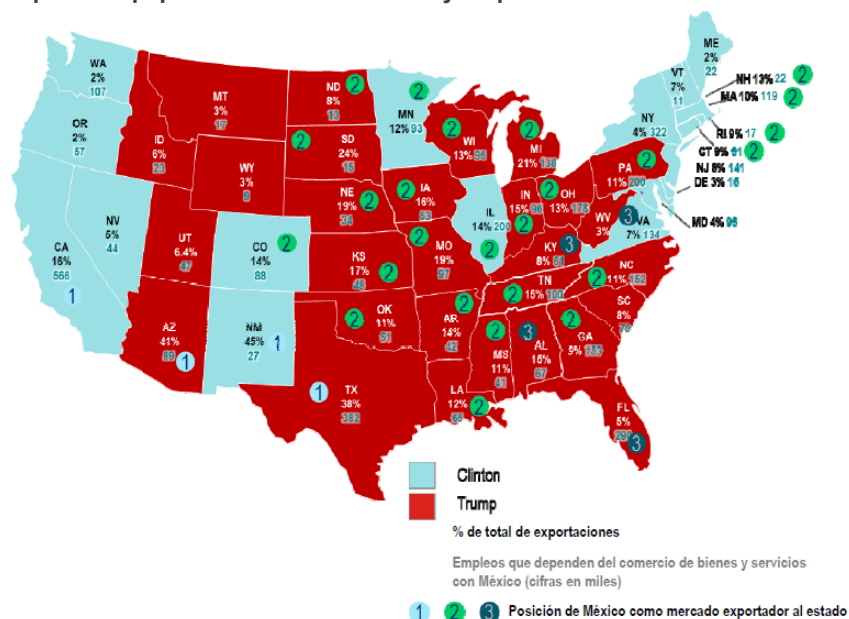 WA
2%
107
OR
2%
57
CA
16%
566
1
NV
5%
44
ID
6%
23
MT
3%
17
WY
3%
9
UT
6.4%
47
CO
14%
88
2
AZ
41%
89
1
NM
45%
27
1
ND
8%
13
2
SD
24%
2
NE
19%
34
2
KS
17%
2
OK
11%
51
2
TX
38%
382
1
MN
12% 93
2
IA
16%
53
2
MO
19%
97
2
AR
14%
42
2
LA
12%
65
2
WI
13%
2
IL
14% 200
2
MI
21% 138
2
IN
15% 96
2
OH
13% 178
2
KY
8%
3
TN
15% 100
2
MS
11%
41
2
AL
15%
67
3
GA
5%
2
FL
5%
3
SC
8%
NC
11% 152
2
WV
3%
3
VA
7% 134
PA
11% 200
2
NY
4% 322
VT
7%
11
ME
2%
22
NH 13% 22 2
MA 10% 119 2
RI 9% 17 2
CT 9% 2
NJ 8% 141
DE 3%
MD 4%
Clinton
Trump
% de total de exportaciones
Empleos que dependen del comercio de bienes y servicios
con México (cifras en miles)
1 2 3 Posición de México como mercado exportador al estado